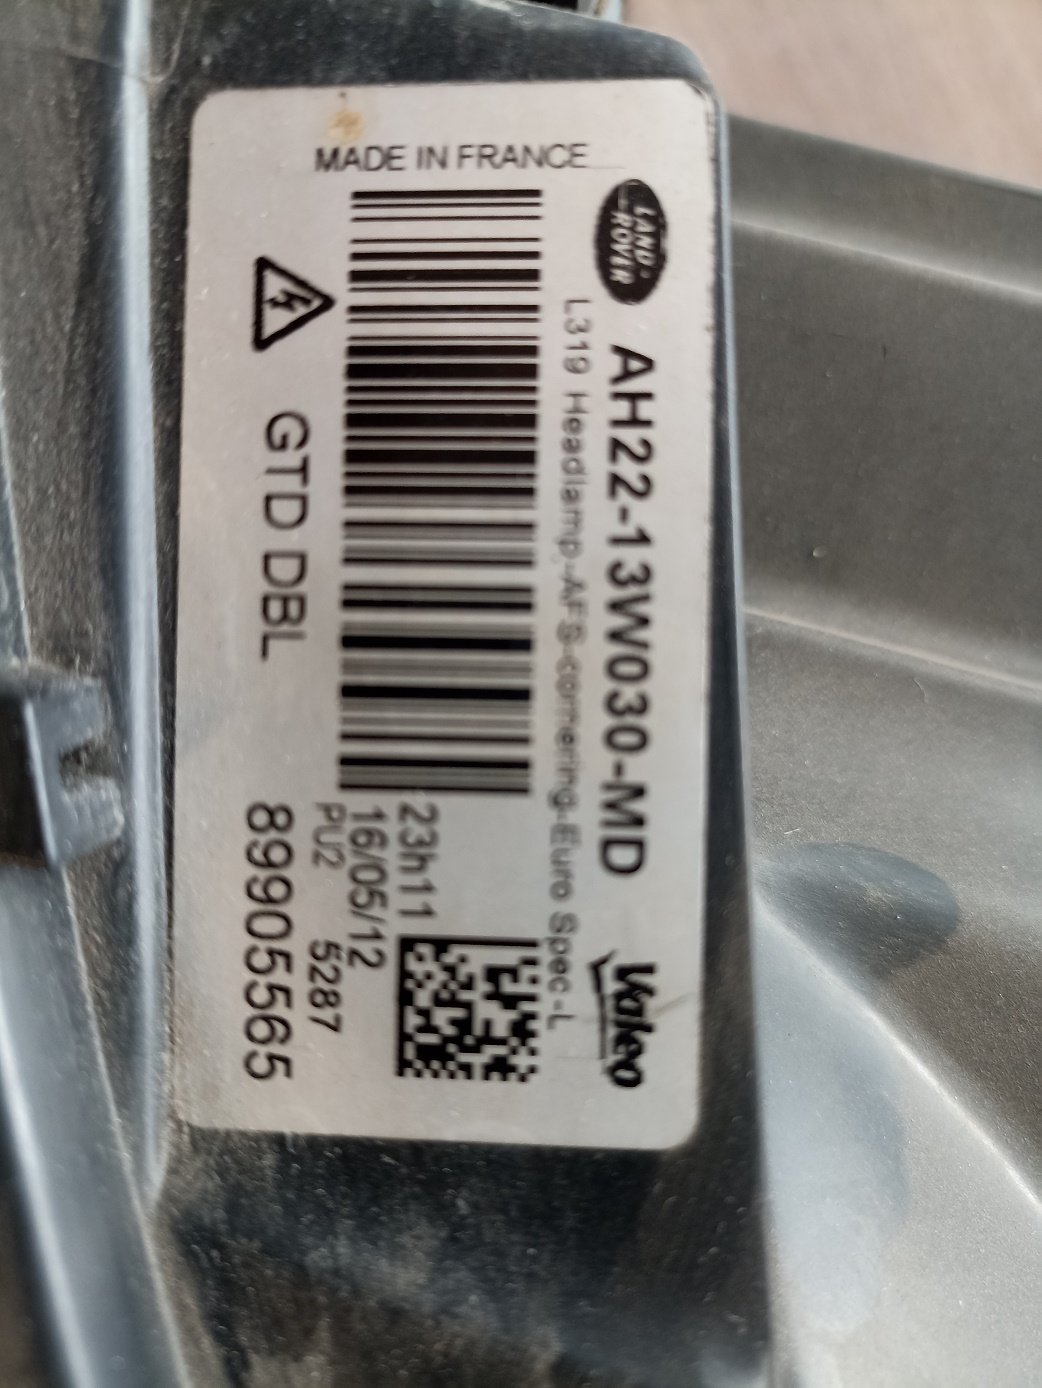 MADE IN FRANCE
LAND
ROVER
AH22-13W030-MD
Valeo
L319 Headlamp-AFS-cornering-Euro Spec-L
23h11
16/05/12
PU2 5287
GTD DBL
89905565